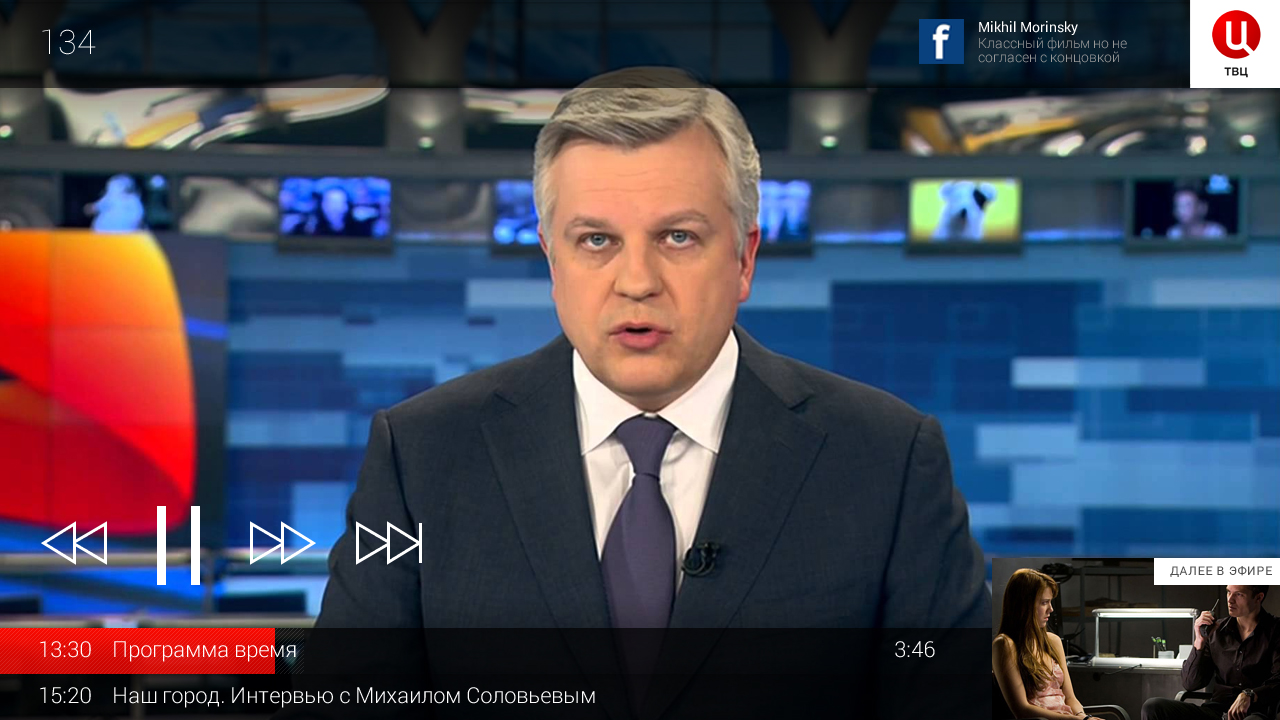 134
Mikhil Morinsky
Классный фильм но не
согласен с концовкой
Ц
ТВЦ
ДАЛЕЕ В ЭФИРЕ
13:30 Программа время 3:46
15:20 Наш город. Интервью с Михаилом Соловьевым